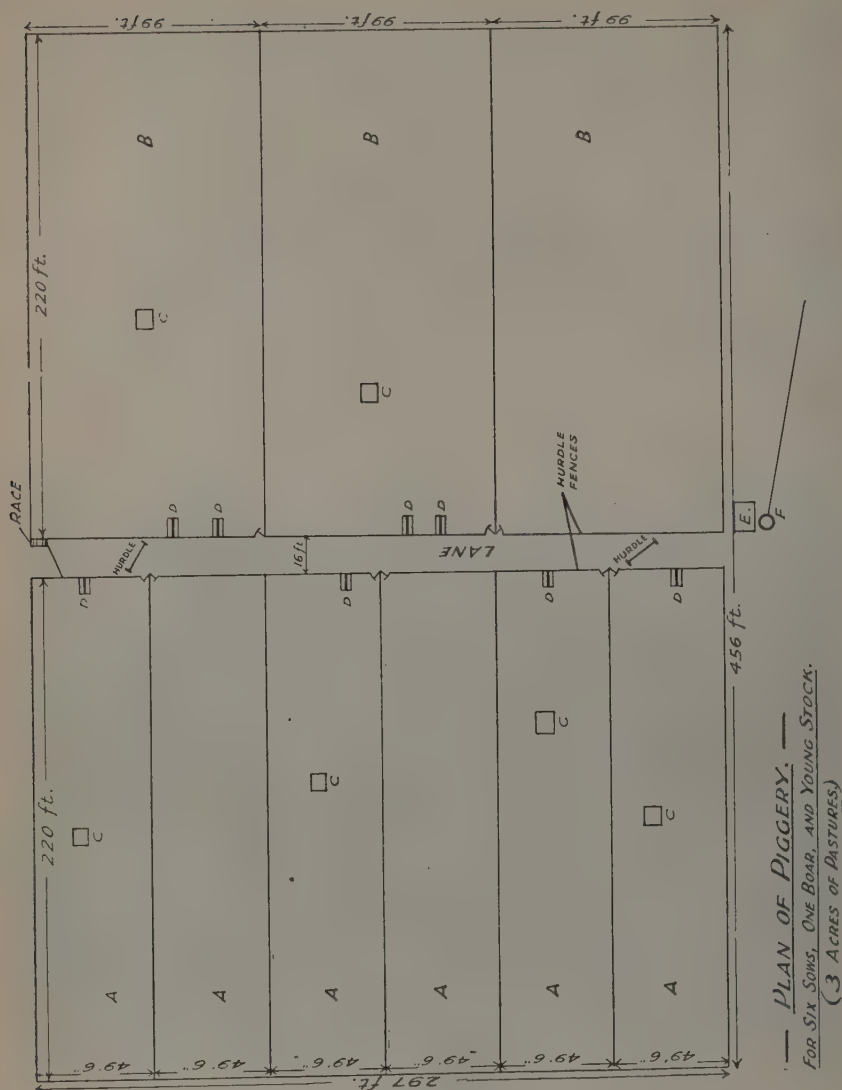 99 ft.
99 ft.
99 ft.
220 ft.
B
B
B
C
C
RACE
D
D
D
D
HURDLE
FENCES
E.
F
HURDLE
16 ft
LANE
HURDLE
D
D
D
D
456 ft.
220 ft.
C
C
C
C
A
A
A
A
A
A
49'6"
49'6"
49'6"
49'6"
49'6"
49'6"
297 ft.
— PLAN OF PIGGERY. —
FOR SIX SOWS, ONE BOAR, AND YOUNG STOCK.
(3 ACRES OF PASTURES.)